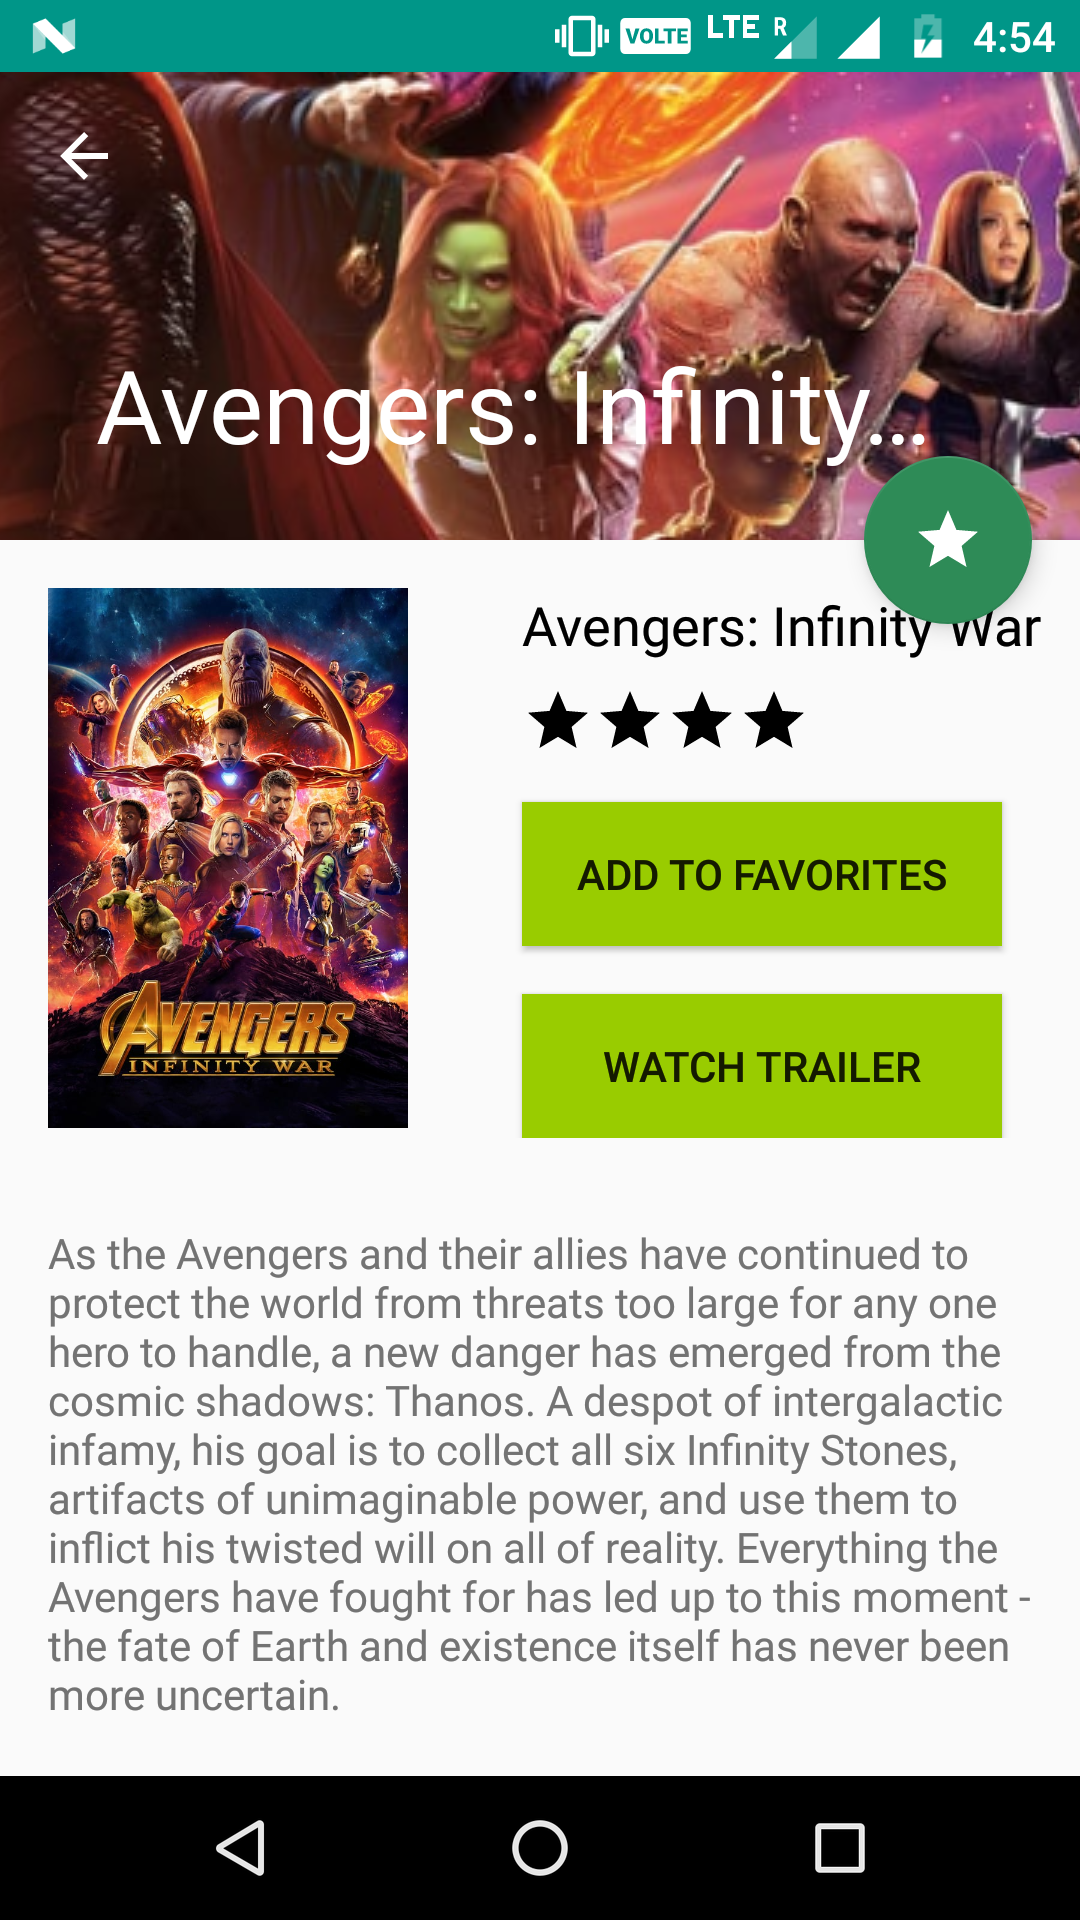 VOLTE LTE R 4:54
Avengers: Infinity...
Avengers: Infinity War
ADD TO FAVORITES
WATCH TRAILER
AVENGERS
INFINITY WAR
As the Avengers and their allies have continued to
protect the world from threats too large for any one
hero to handle, a new danger has emerged from the
cosmic shadows: Thanos. A despot of intergalactic
infamy, his goal is to collect all six Infinity Stones,
artifacts of unimaginable power, and use them to
inflict his twisted will on all of reality. Everything the
Avengers have fought for has led up to this moment -
the fate of Earth and existence itself has never been
more uncertain.